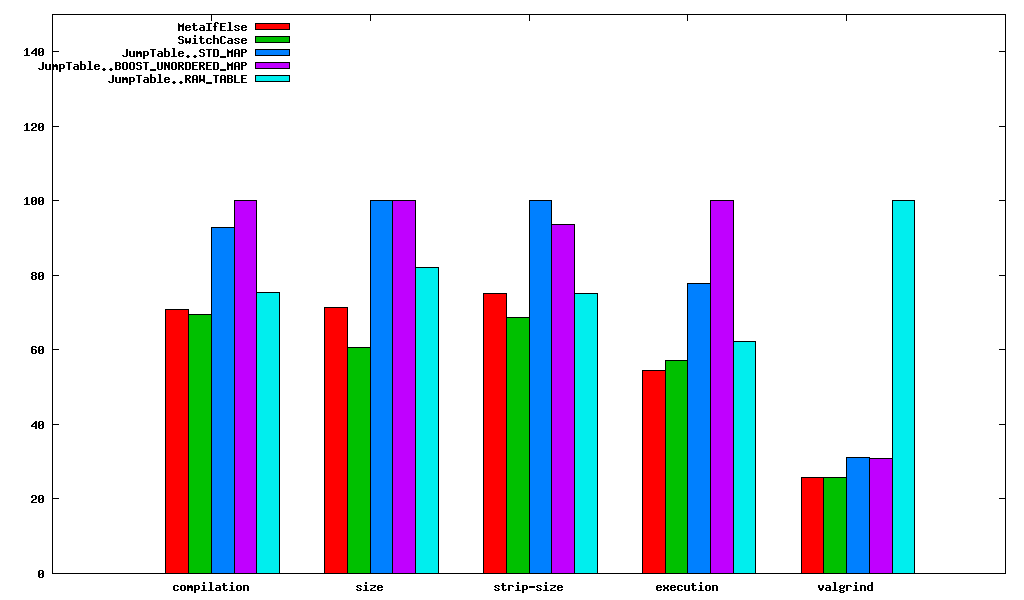 MetaIfElse
SwitchCase
JumpTable..STD_MAP
JumpTable..BOOST_UNORDERED_MAP
JumpTable..RAW_TABLE
140
120
100
80
60
40
20
0
compilation size strip-size execution valgrind